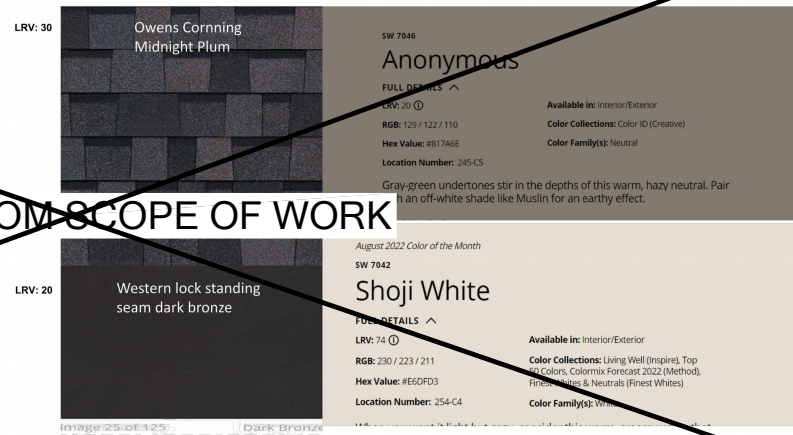 LRV: 30
Owens Cornning
Midnight Plum
SW 7046
Anonymous
FULL DETAILS
LRV: 20
Available in: Interior/Exterior
RGB: 129 / 122 / 110
Color Collections: Color ID (Creative)
Hex Value: #817A6E
Color Family(s): Neutral
Location Number: 245-C5
Gray-green undertones stir in the depths of this warm, hazy neutral. Pair
an off-white shade like Muslin for an earthy effect.
OM SCOPE OF WORK
August 2022 Color of the Month
SW 7042
Shoji White
LRV: 20
Western lock standing
seam dark bronze
FULL DETAILS
LRV: 74
Available in: Interior/Exterior
RGB: 230 / 223 / 211
Color Collections: Living Well (Inspire), Top
50 Colors, Colormix Forecast 2022 (Method),
Finest Whites & Neutrals (Finest Whites)
Hex Value: #E6DFD3
Location Number: 254-C4
Color Family(s): White
image 25 of 125
Dark Bronze